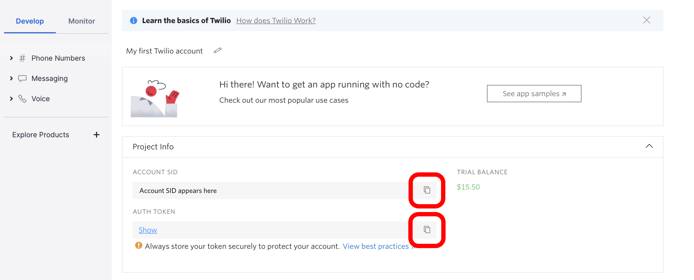 Develop
Monitor
Phone Numbers
Messaging
Voice
Explore Products
Learn the basics of Twilio How does Twilio Work?
My first Twilio account
Hi there! Want to get an app running with no code?
Check out our most popular use cases
See app samples
Project Info
ACCOUNT SID
Account SID appears here
AUTH TOKEN
Show
Always store your token securely to protect your account. View best practices
TRIAL BALANCE
$15.50